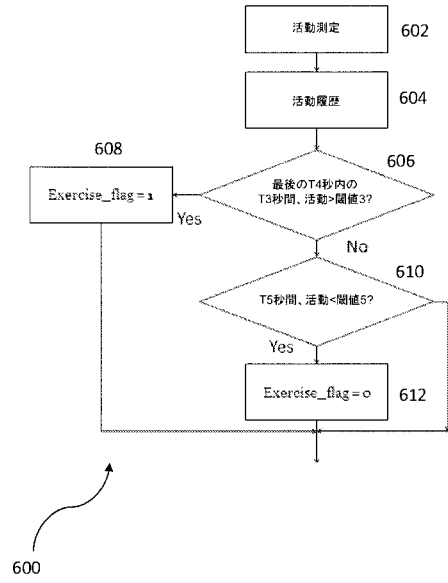 活動測定
602
活動履歴
604
606
608
最後のT4秒内の
T3秒間、活動>閾値3?
Exercise_flag = 1
Yes
No
610
T5秒間、活動<閾値5?
Yes
Exercise_flag = 0
612
600